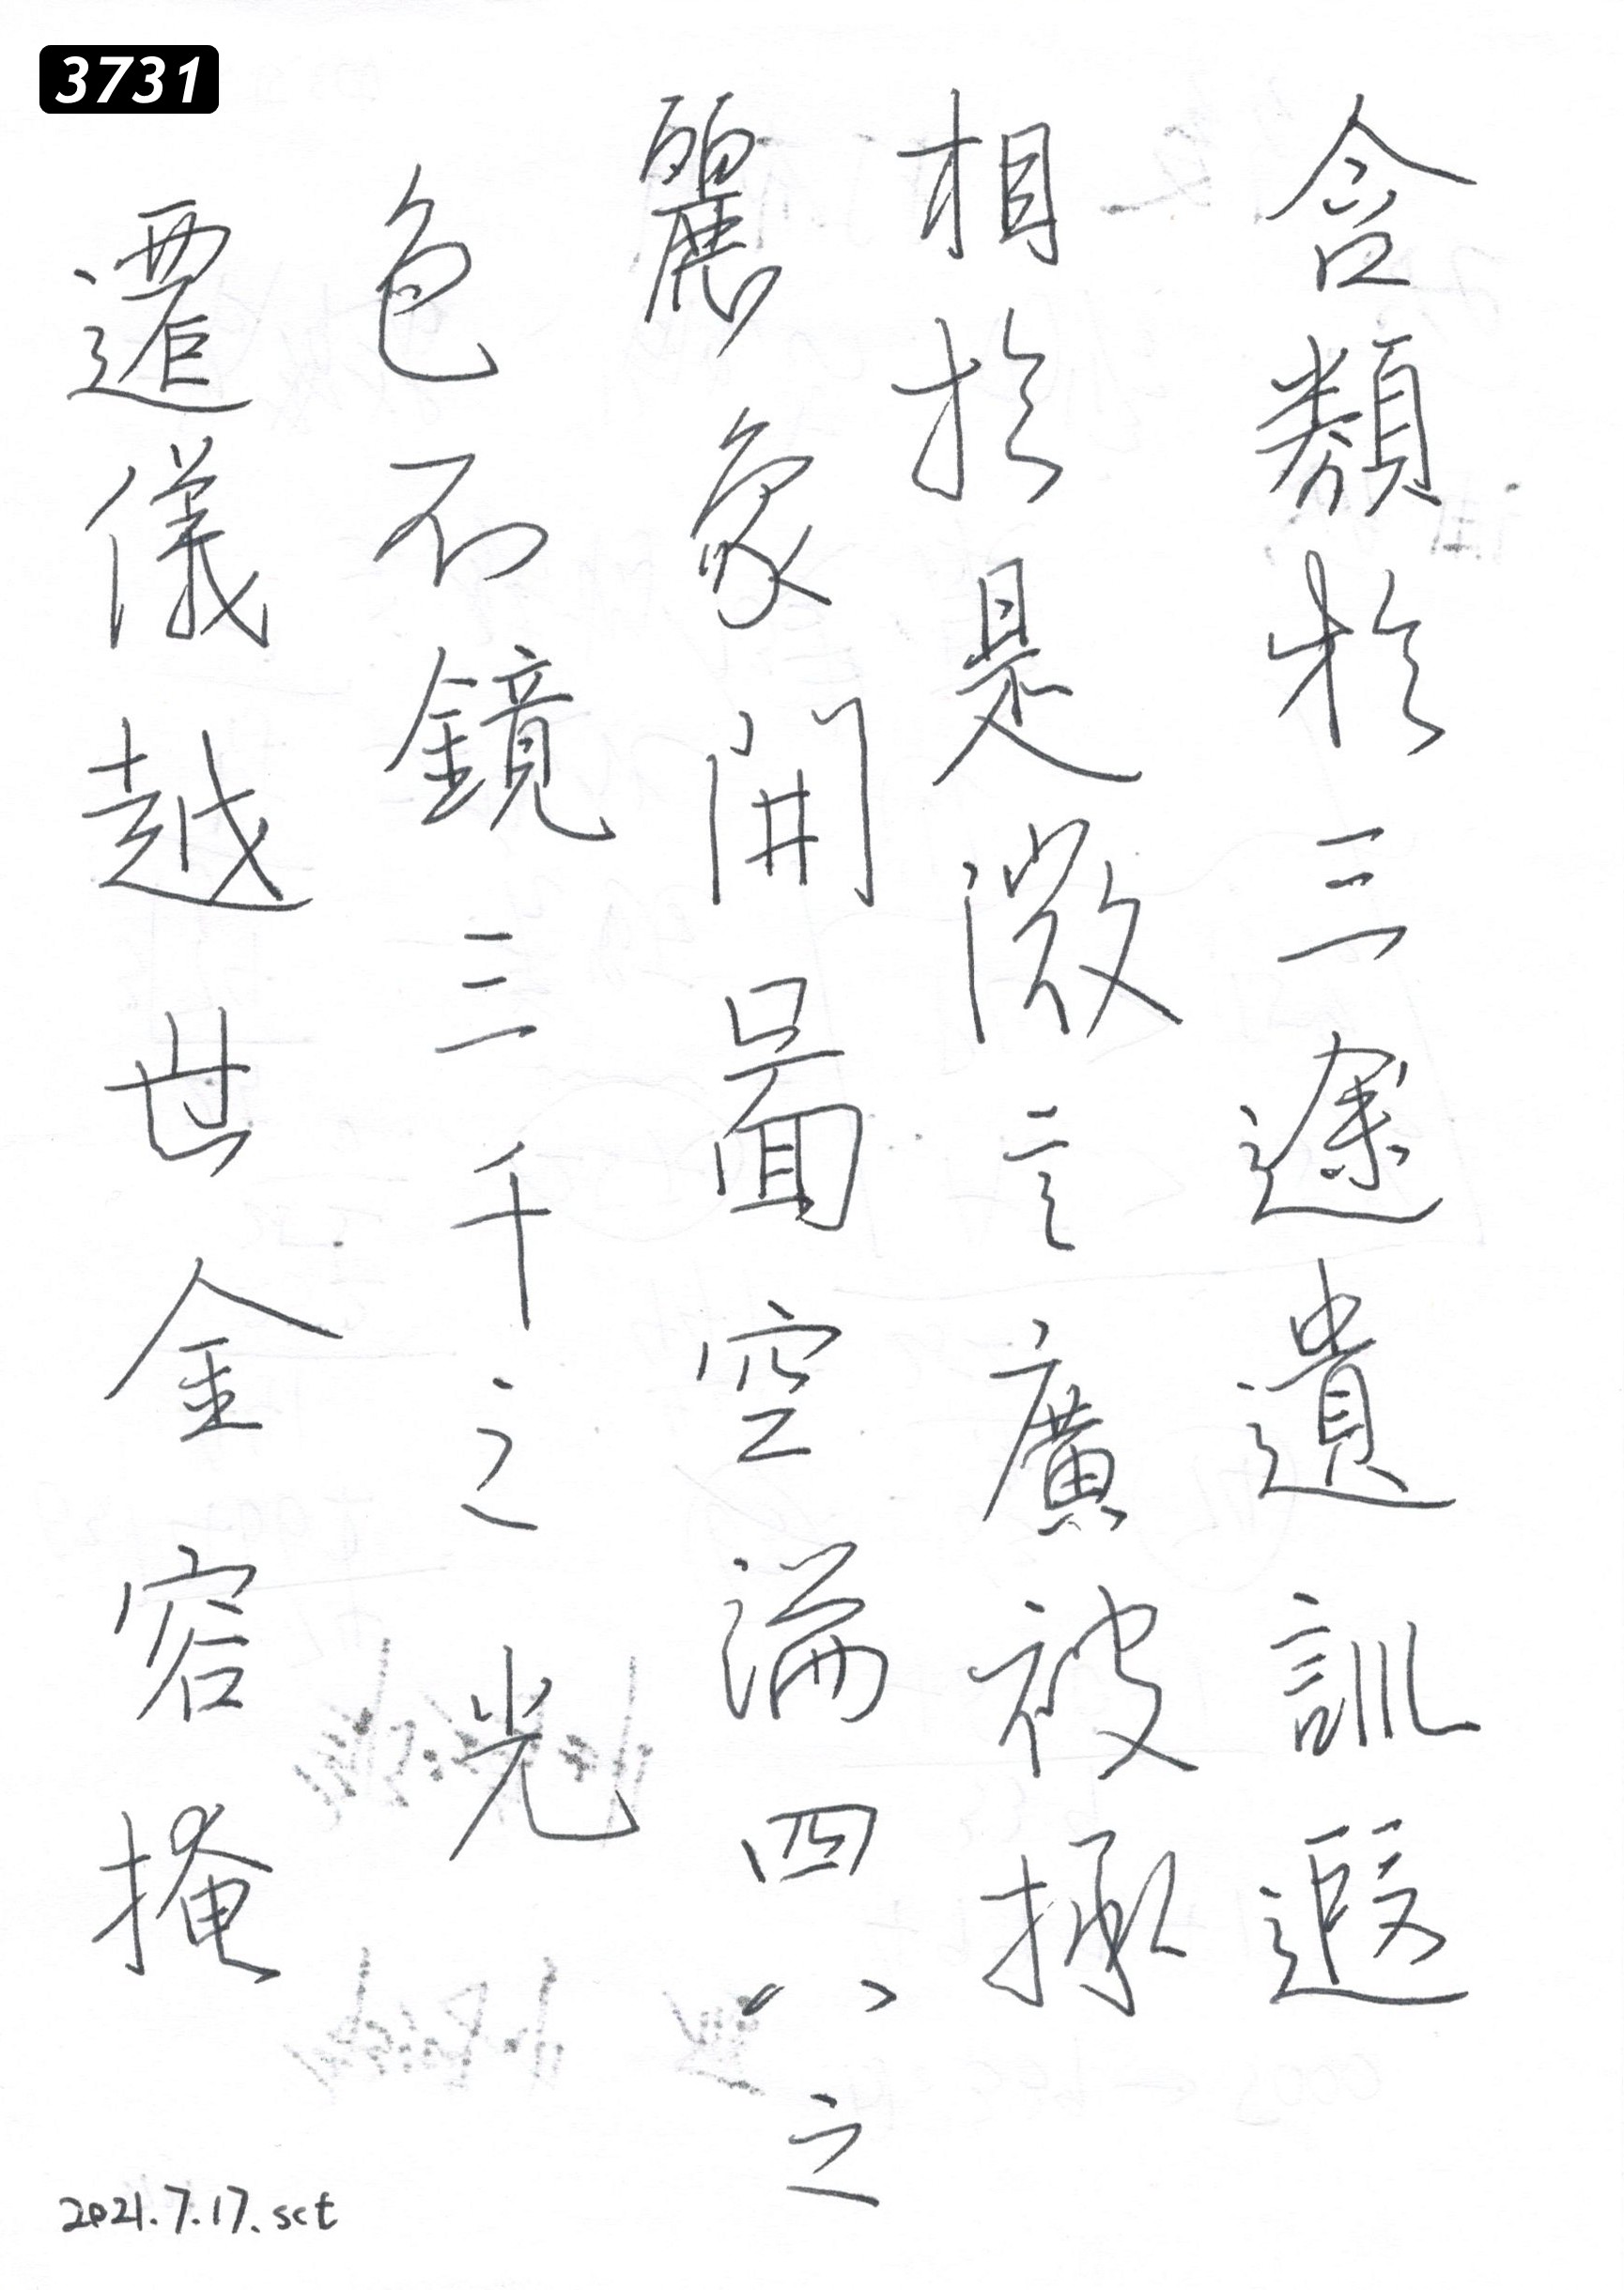 3731
含類於三途遺訓遐
相於是微言廣被拯
麗象開圖空端四八之
色不鏡三千之光
遷儀越世金容掩
2021.7.17.sct